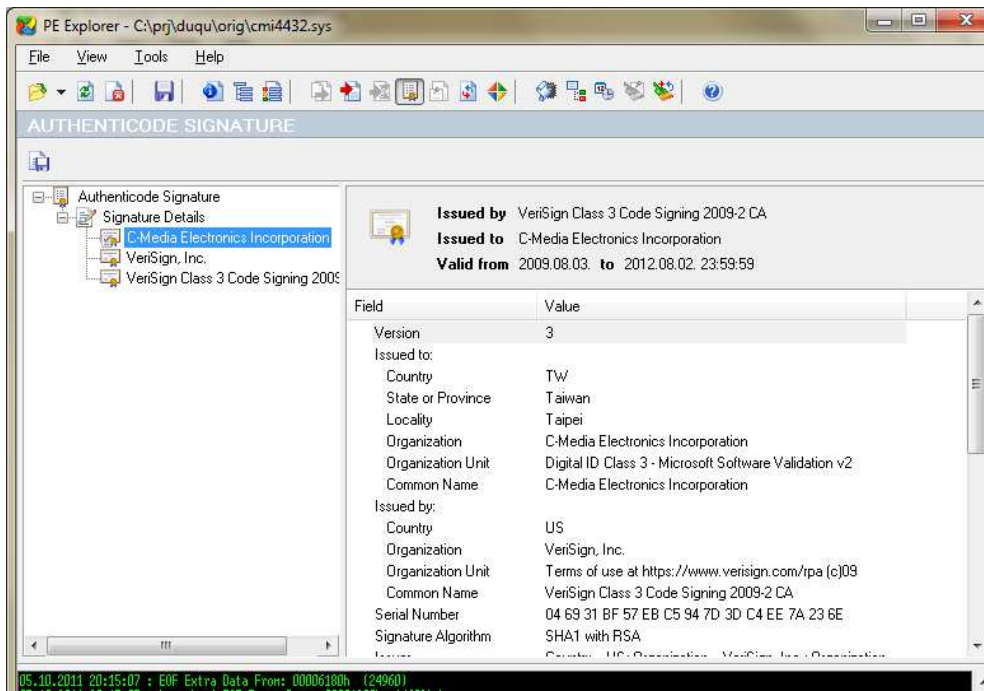 PE Explorer - C:\prj\duqu\orig\cmi4432.sys
File View Tools Help
AUTHENTICODE SIGNATURE
Authenticode Signature
Signature Details
C-Media Electronics Incorporation
VeriSign, Inc.
VeriSign Class 3 Code Signing 2009
Issued by VeriSign Class 3 Code Signing 2009-2 CA
Issued to C-Media Electronics Incorporation
Valid from 2009.08.03. to 2012.08.02. 23:59:59
Field Value
Version 3
Issued to:
Country TW
State or Province Taiwan
Locality Taipei
Organization C-Media Electronics Incorporation
Organization Unit Digital ID Class 3 - Microsoft Software Validation v2
Common Name C-Media Electronics Incorporation
Issued by:
Country US
Organization VeriSign, Inc.
Organization Unit Terms of use at https://www.verisign.com/rpa (c)09
Common Name VeriSign Class 3 Code Signing 2009-2 CA
Serial Number 04 69 31 BF 57 EB C5 94 7D 3D C4 EE 7A 23 6E
Signature Algorithm SHA1 with RSA
05.10.2011 20:15:07 : EOF Extra Data From: 00006180h (24960)